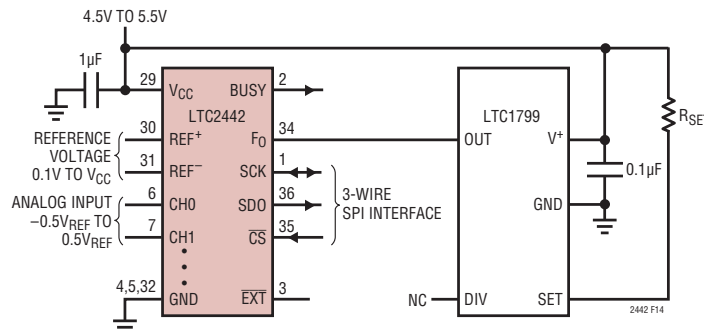 4.5V TO 5.5V
1µF
29
VCC
BUSY
2
LTC2442
LTC1799
RSET
REFERENCE
VOLTAGE
0.1V TO VCC
30
REF+
FO
34
OUT
V+
31
REF–
SCK
1
0.1µF
3-WIRE
SPI INTERFACE
ANALOG INPUT
–0.5VREF TO
0.5VREF
6
CH0
SDO
36
GND
7
CH1
CS
35
4,5,32
GND
EXT
3
NC
DIV
SET
2442 F14